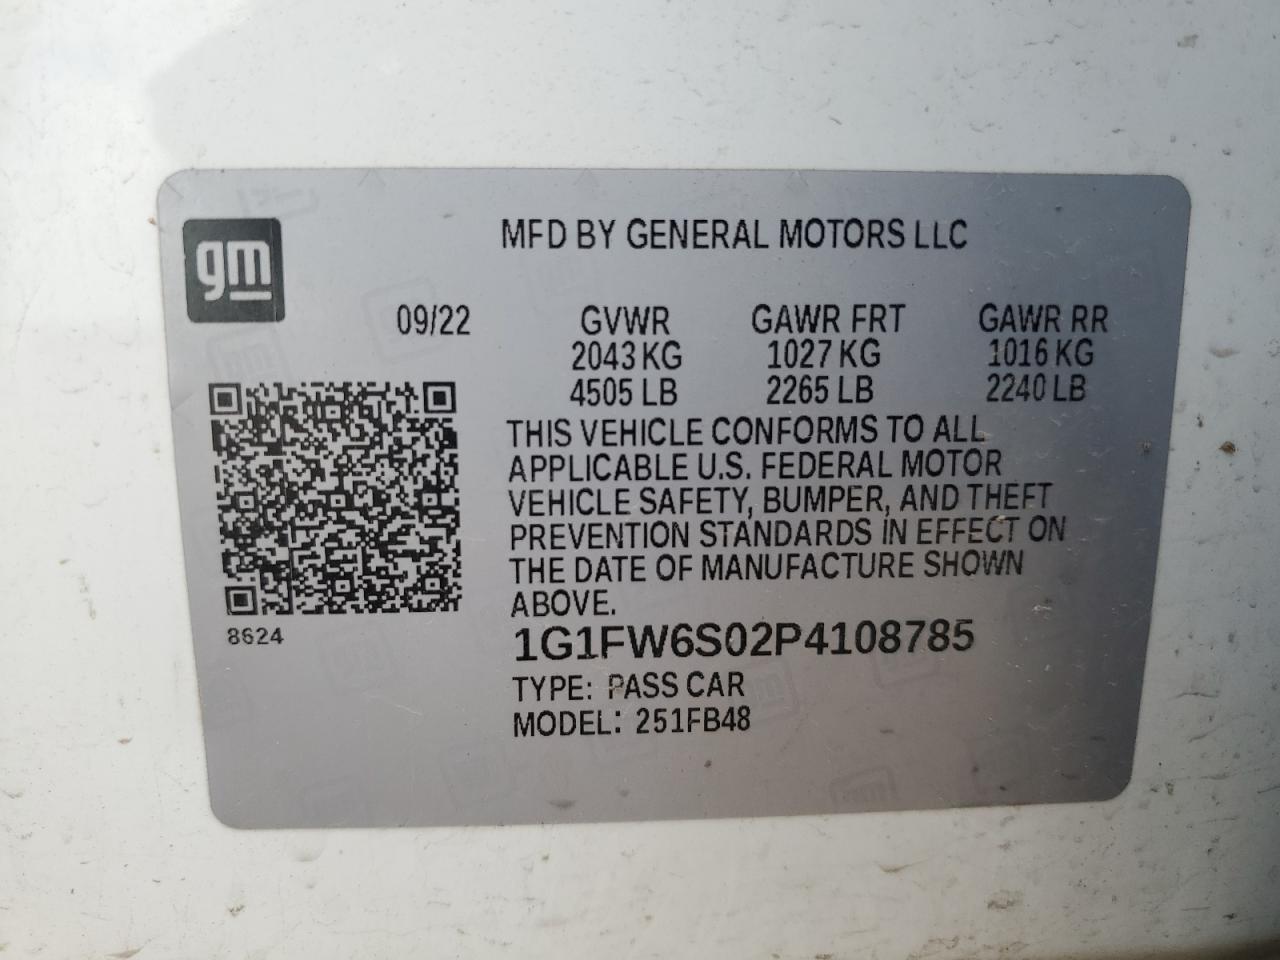 gm
MFD BY GENERAL MOTORS LLC
09/22 GVWR GAWR FRT GAWR RR
2043 KG 1027 KG 1016 KG
4505 LB 2265 LB 2240 LB
THIS VEHICLE CONFORMS TO ALL
APPLICABLE U.S. FEDERAL MOTOR
VEHICLE SAFETY, BUMPER, AND THEFT
PREVENTION STANDARDS IN EFFECT ON
THE DATE OF MANUFACTURE SHOWN
ABOVE.
8624
1G1FW6S02P4108785
TYPE: PASS CAR
MODEL: 251FB48